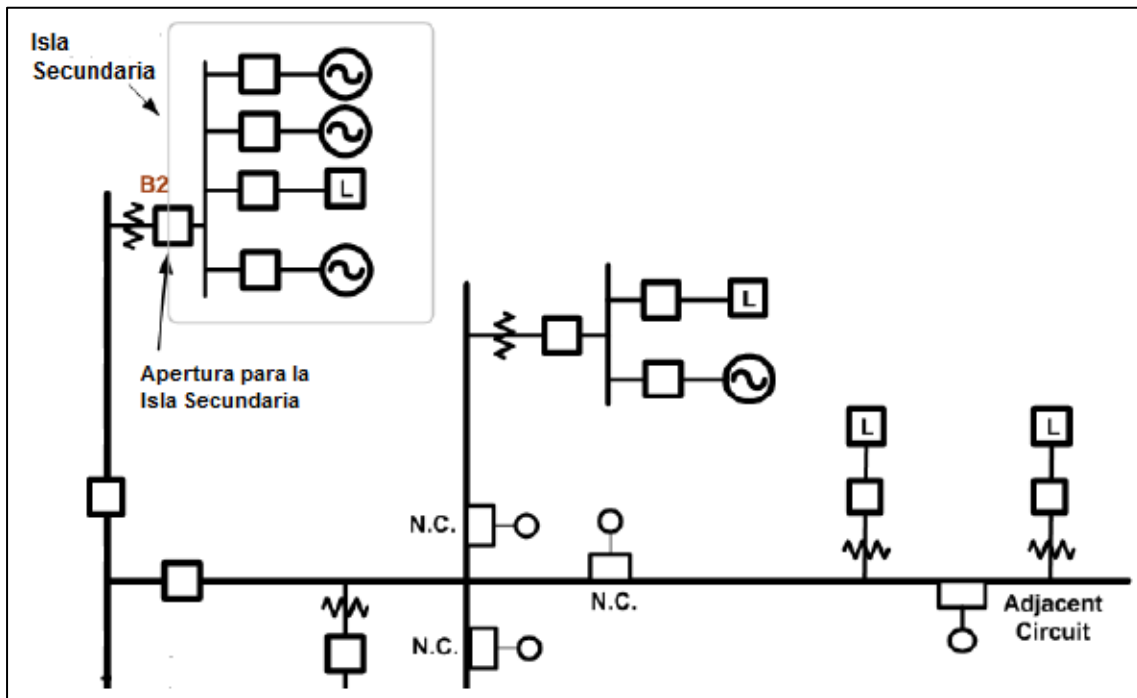 Isla
Secundaria
B2
L
Apertura para la
Isla Secundaria
L
L
L
N.C.
N.C.
Adjacent
Circuit
N.C.